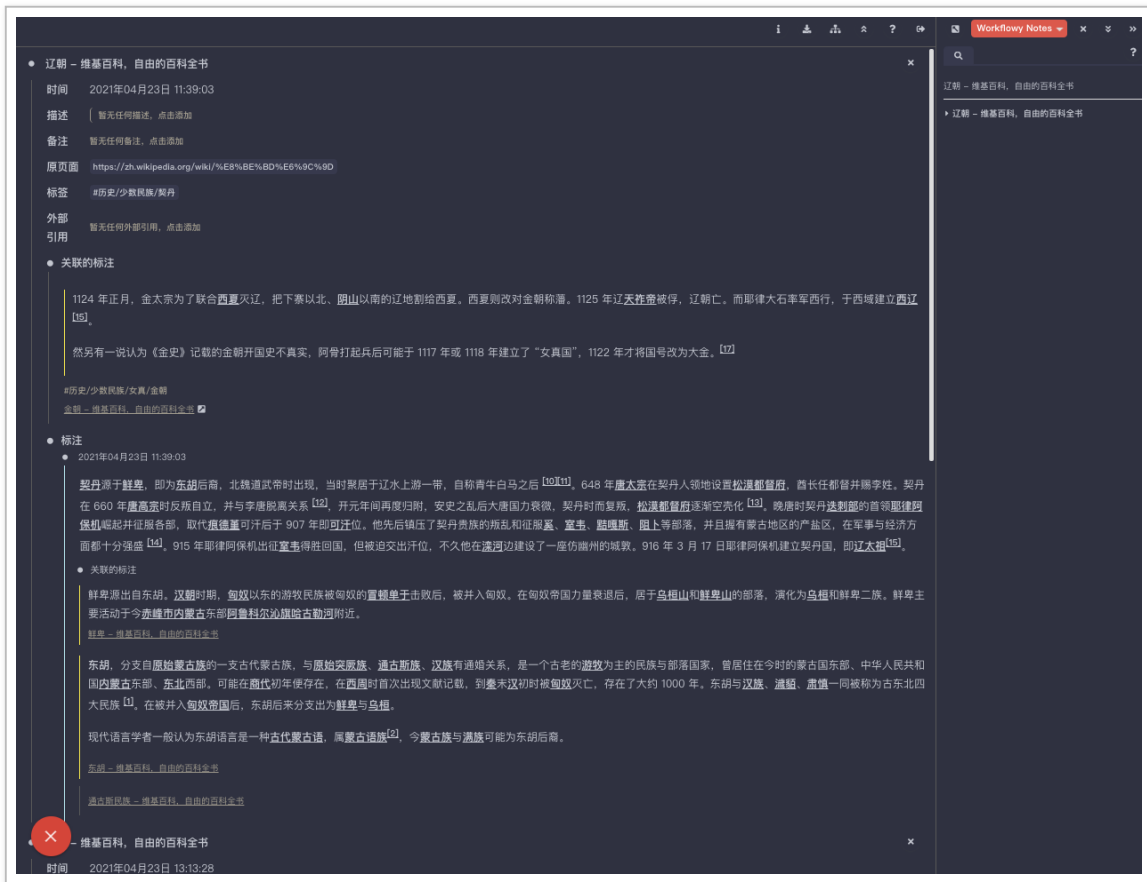 Workflowy Notes
辽朝 – 维基百科，自由的百科全书
时间 2021年04月23日 11:39:03
描述 暂无任何描述，点击添加
备注 暂无任何备注，点击添加
原页面 https://zh.wikipedia.org/wiki/%E8%BE%BD%E6%9C%9D
标签 #历史/少数民族/契丹
外部
引用 暂无任何外部引用，点击添加
关联的标注
1124 年正月，金太宗为了联合西夏灭辽，把下寨以北、阴山以南的辽地割给西夏。西夏则改对金朝称藩。1125 年辽天祚帝被俘，辽朝亡。而耶律大石率军西行，于西域建立西辽
[15]。
然另有一说认为《金史》记载的金朝开国史不真实，阿骨打起兵后可能于 1117 年或 1118 年建立了“女真国”，1122 年才将国号改为大金。[17]
#历史/少数民族/女真/金朝
金朝 – 维基百科，自由的百科全书
标注
2021年04月23日 11:39:03
契丹源于鲜卑，即为东胡后裔，北魏道武帝时出现，当时聚居于辽水上游一带，自称青牛白马之后 [10][11]。648 年唐太宗在契丹人领地设置松漠都督府，酋长任都督并赐李姓。契丹
在 660 年唐高宗时反叛自立，并与李唐脱离关系 [12]，开元年间再度归附，安史之乱后大唐国力衰微，契丹时而复叛，松漠都督府逐渐空壳化 [13]。晚唐时契丹迭剌部的首领耶律阿
保机崛起并征服各部，取代痕德堇可汗后于 907 年即可汗位。他先后镇压了契丹贵族的叛乱和征服奚、室韦、黠嘎斯、阻卜等部落，并且握有蒙古地区的产盐区，在军事与经济方
面都十分强盛 [14]。915 年耶律阿保机出征室韦得胜回国，但被迫交出汗位，不久他在滦河边建设了一座仿幽州的城敦。916 年 3 月 17 日耶律阿保机建立契丹国，即辽太祖[15]。
关联的标注
鲜卑源出自东胡。汉朝时期，匈奴以东的游牧民族被匈奴的冒顿单于击败后，被并入匈奴。在匈奴帝国力量衰退后，居于乌桓山和鲜卑山的部落，演化为乌桓和鲜卑二族。鲜卑主
要活动于今赤峰市内蒙古东部阿鲁科尔沁旗哈古勒河附近。
鲜卑 – 维基百科，自由的百科全书
东胡，分支自原始蒙古族的一支古代蒙古族，与原始突厥族、通古斯族、汉族有通婚关系，是一个古老的游牧为主的民族与部落国家，曾居住在今时的蒙古国东部、中华人民共和
国内蒙古东部、东北西部。可能在商代初年便存在，在西周时首次出现文献记载，到秦末汉初时被匈奴灭亡，存在了大约 1000 年。东胡与汉族、濊貊、肃慎一同被称为古东北四
大民族 [1]。在被并入匈奴帝国后，东胡后来分支出为鲜卑与乌桓。
现代语言学者一般认为东胡语言是一种古代蒙古语，属蒙古语族[2]，今蒙古族与满族可能为东胡后裔。
东胡 – 维基百科，自由的百科全书
通古斯民族 – 维基百科，自由的百科全书
– 维基百科，自由的百科全书
时间 2021年04月23日 13:13:28
辽朝 – 维基百科，自由的百科全书
辽朝 – 维基百科，自由的百科全书